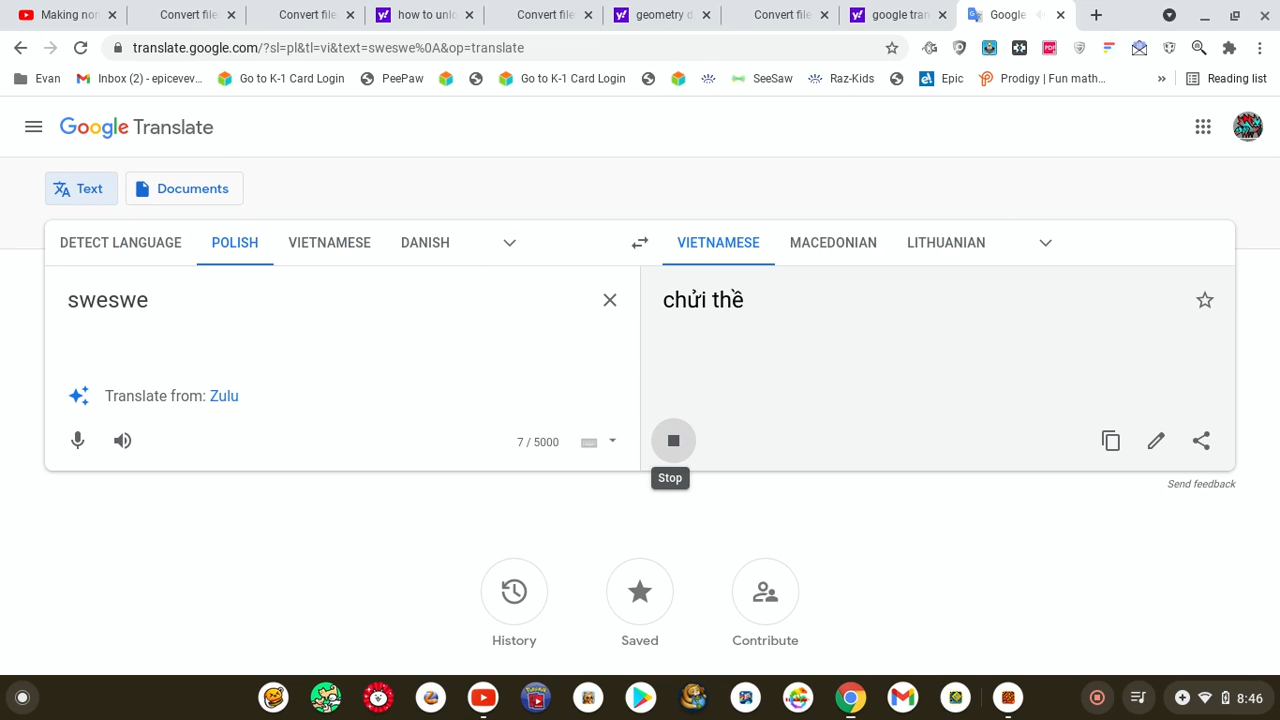 Making non
Convert file
Convert file
how to unlo
Convert file
geometry d
Convert file
google tran
Google
translate.google.com/?sl=pl&tl=vi&text=sweswe%0A&op=translate
Evan
Inbox (2) - epicevev...
Go to K-1 Card Login
PeePaw
Go to K-1 Card Login
SeeSaw
Raz-Kids
Epic
Prodigy | Fun math...
»
Reading list
Google Translate
Text
Documents
DETECT LANGUAGE
POLISH
VIETNAMESE
DANISH
VIETNAMESE
MACEDONIAN
LITHUANIAN
sweswe
chửi thề
Translate from: Zulu
7 / 5000
Stop
Send feedback
History
Saved
Contribute
8:46